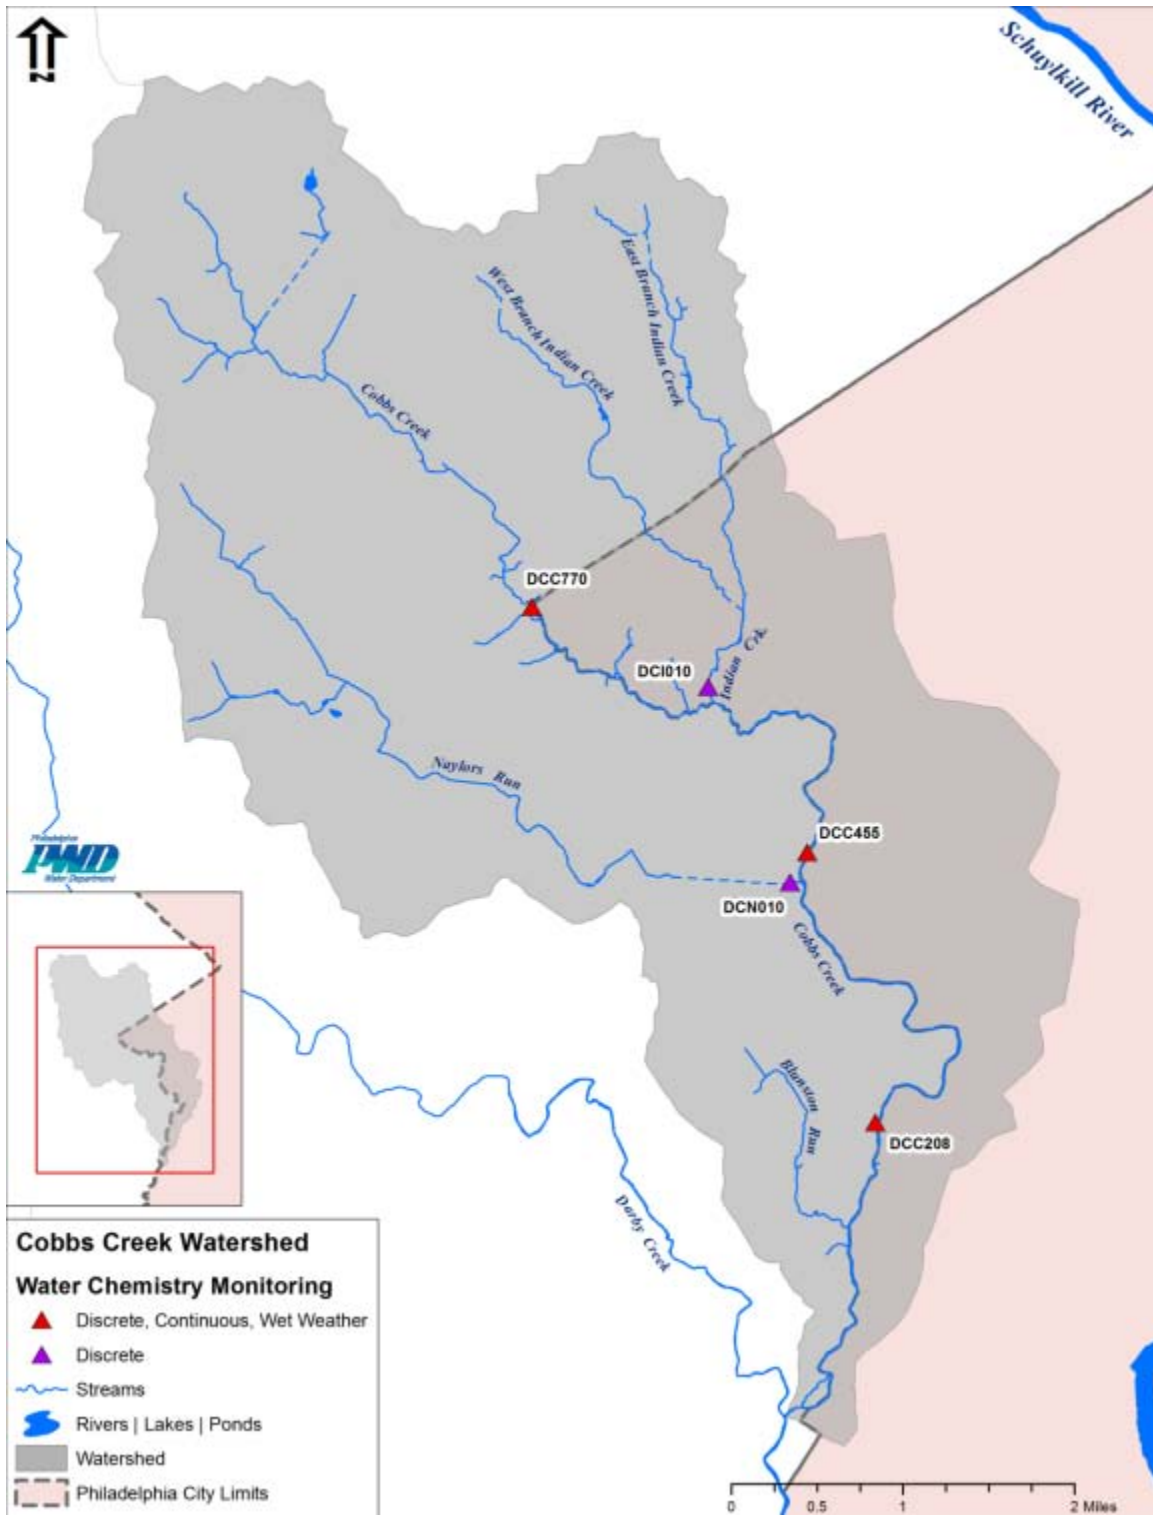 N
Schuylkill River
East Branch Indian Creek
West Branch Indian Creek
Cobbs Creek
DCC770
DCI010
Indian Crk.
Naylors Run
DCC455
Philadelphia
PWD
Water Department
DCN010
Cobbs Creek
Blunston Run
DCC208
Darby Creek
Cobbs Creek Watershed
Water Chemistry Monitoring
Discrete, Continuous, Wet Weather
Discrete
Streams
Rivers | Lakes | Ponds
Watershed
Philadelphia City Limits
0 0.5 1 2 Miles